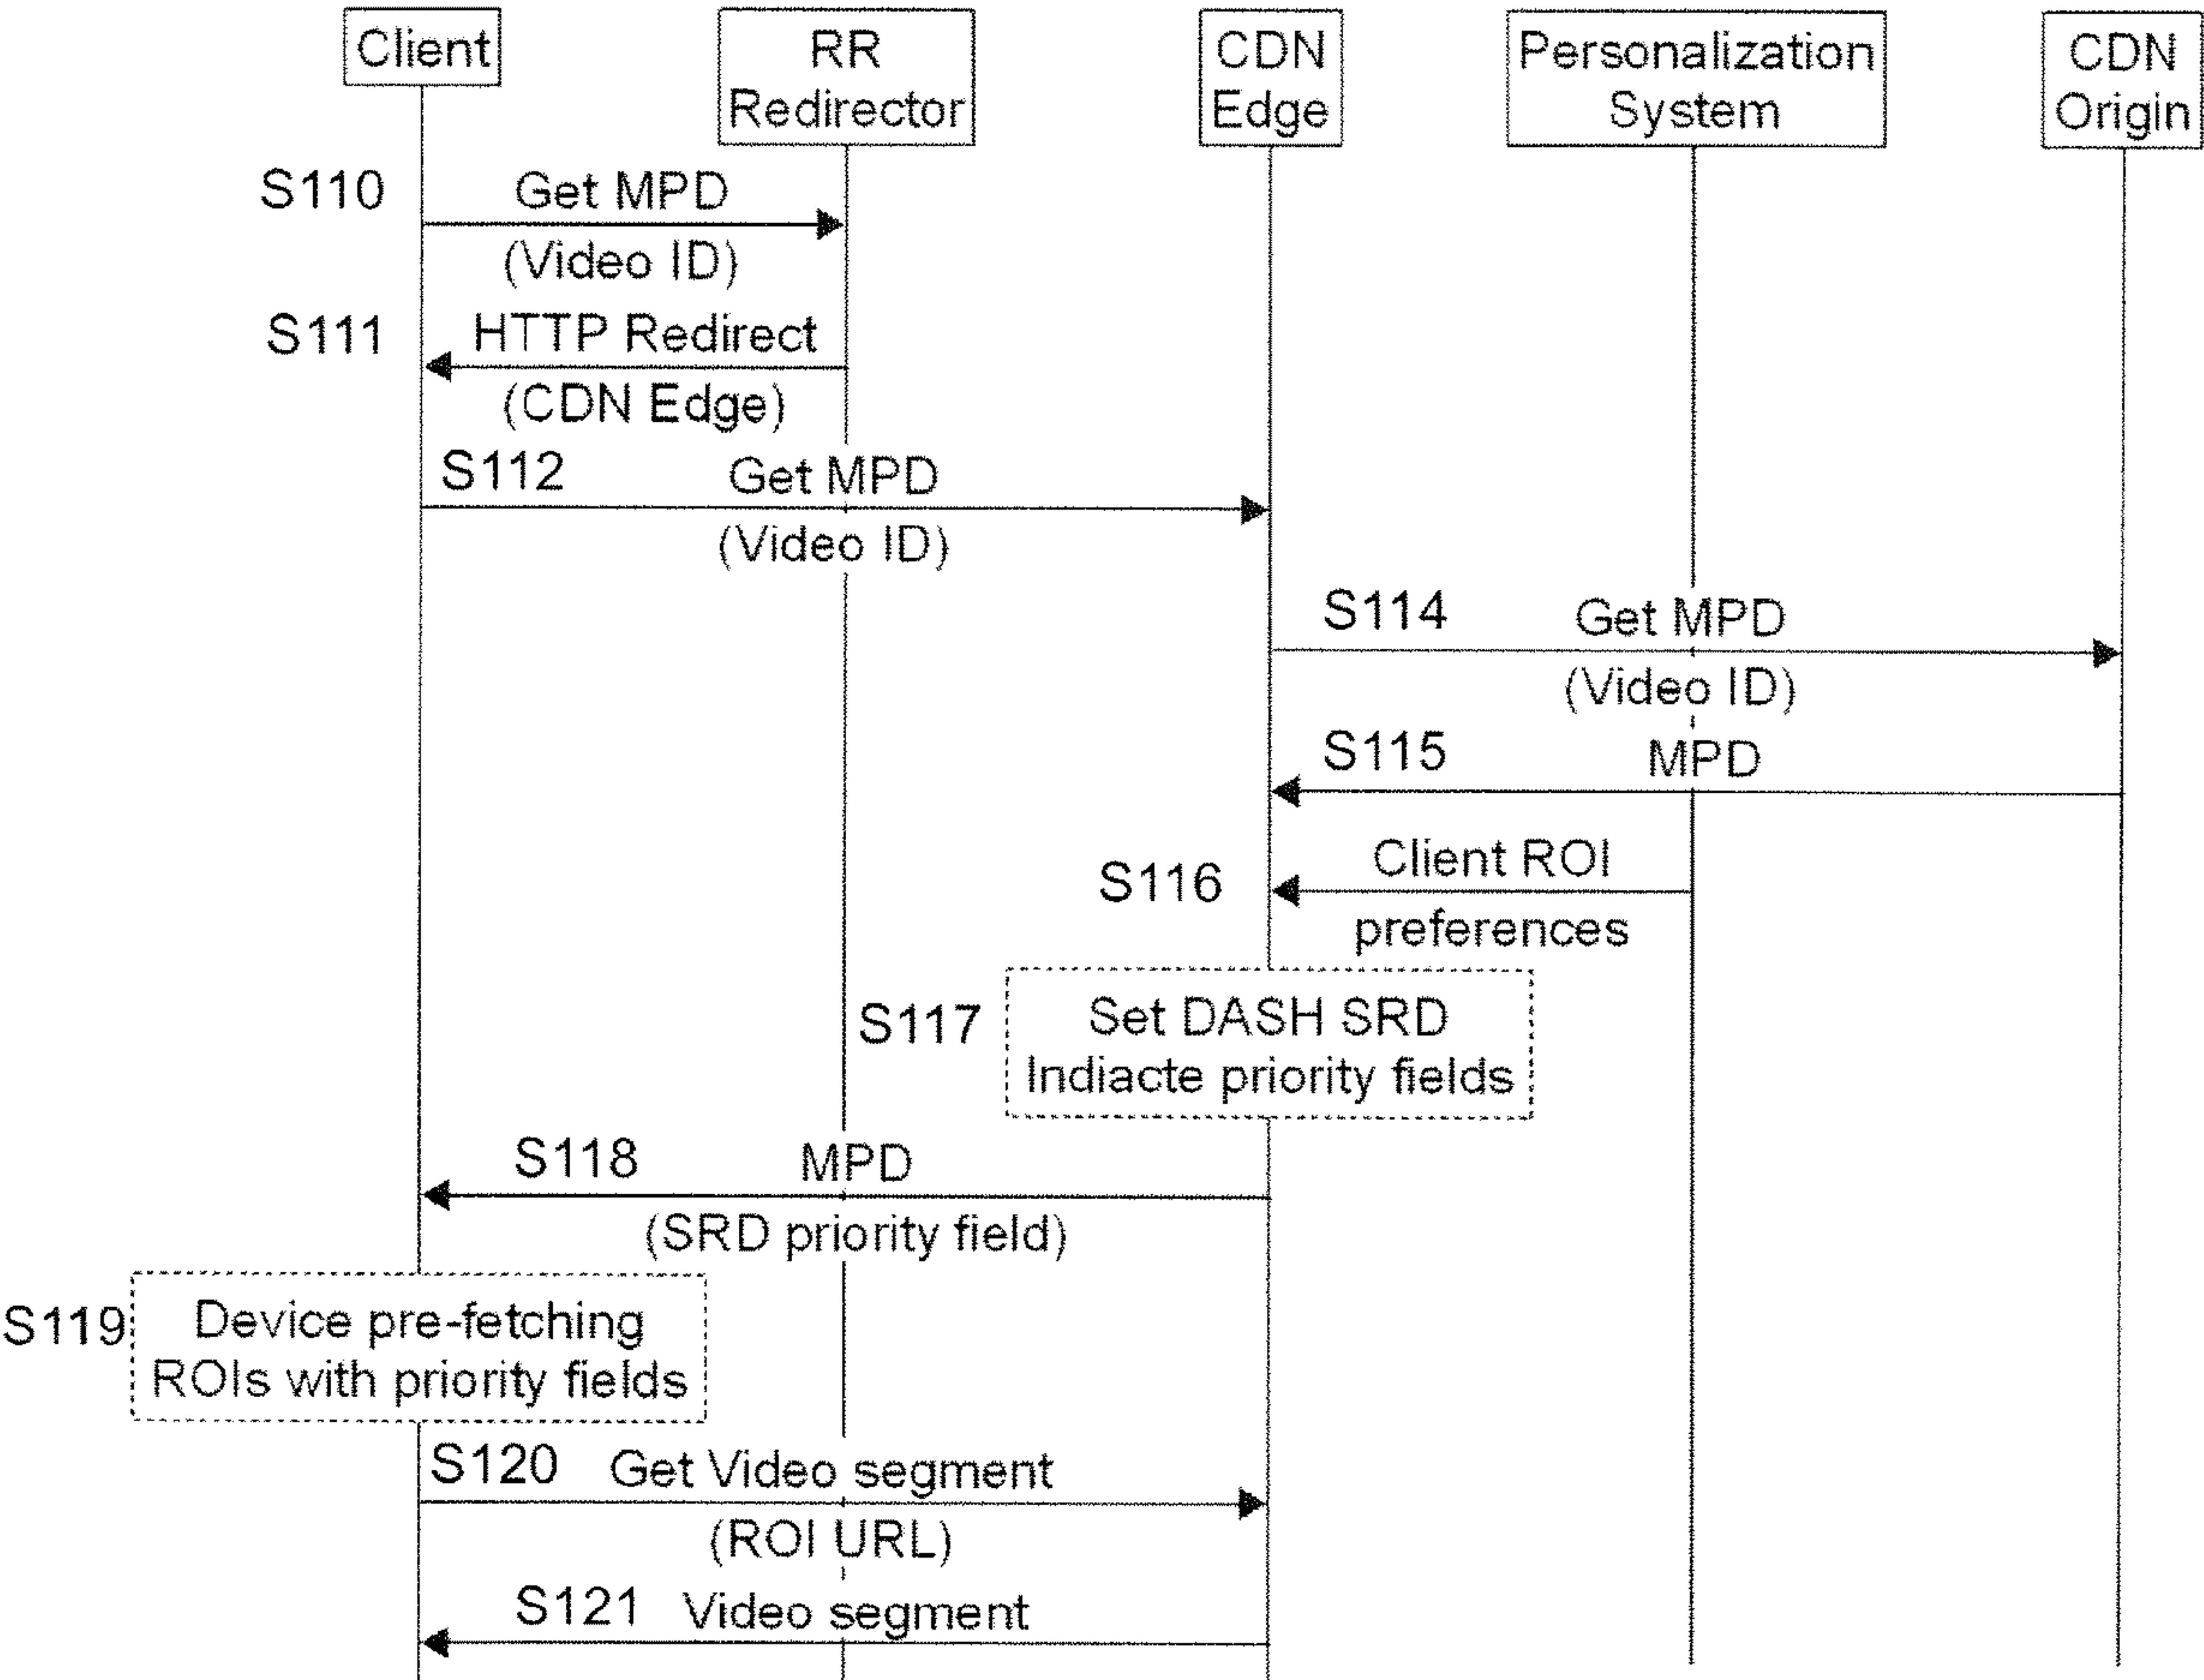 Client
RR
Redirector
CDN
Edge
Personalization
System
CDN
Origin
S110
Get MPD
(Video ID)
S111
HTTP Redirect
(CDN Edge)
S112
Get MPD
(Video ID)
S114
Get MPD
(Video ID)
S115
MPD
S116
Client ROI
preferences
S117
Set DASH SRD
Indiacte priority fields
S118
MPD
(SRD priority field)
S119
Device pre-fetching
ROIs with priority fields
S120
Get Video segment
(ROI URL)
S121
Video segment